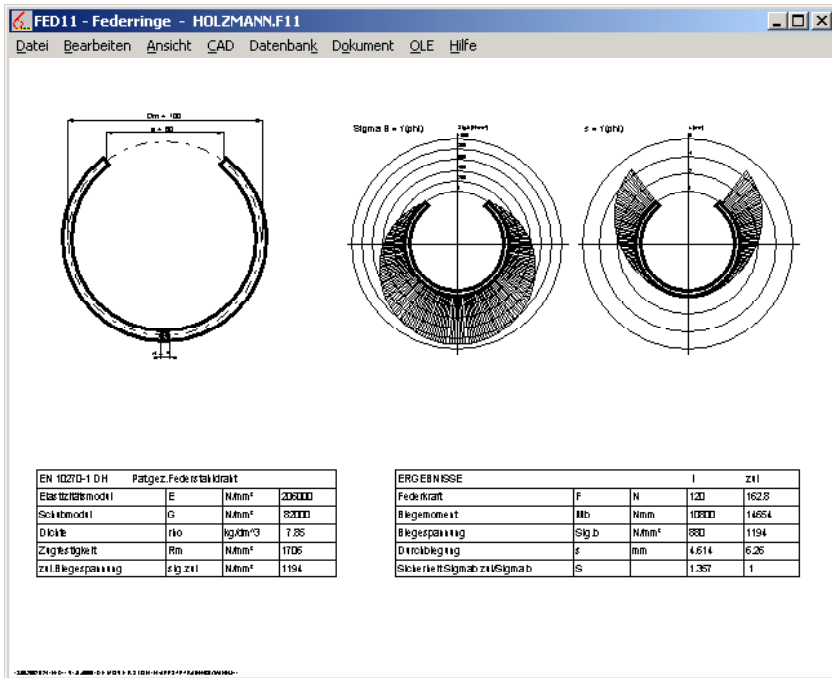 FED11 - Federringe - HOLZMANN.F11
Datei Bearbeiten Ansicht CAD Datenbank Dokument OLE Hilfe
Dm = 100
Sigma B = f(phi)
s = f(phi)
EN 10270-1 DH Pat.gez.Federstahldraht
Elastizitätsmodul E N/mm² 206000
Schubmodul G N/mm² 82000
Dichte rho kg/dm^3 7.85
Zugfestigkeit Rm N/mm² 1706
zul.Biegespannung sig.zul N/mm² 1194
ERGEBNISSE zul
Federkraft F N 120 162.8
Biegemoment Mb Nmm 10800 14654
Biegespannung Sig.b N/mm² 880 1194
Durchbiegung s mm 4.614 6.26
Sicherheit Sigmab zul/Sigma b S 1.357 1